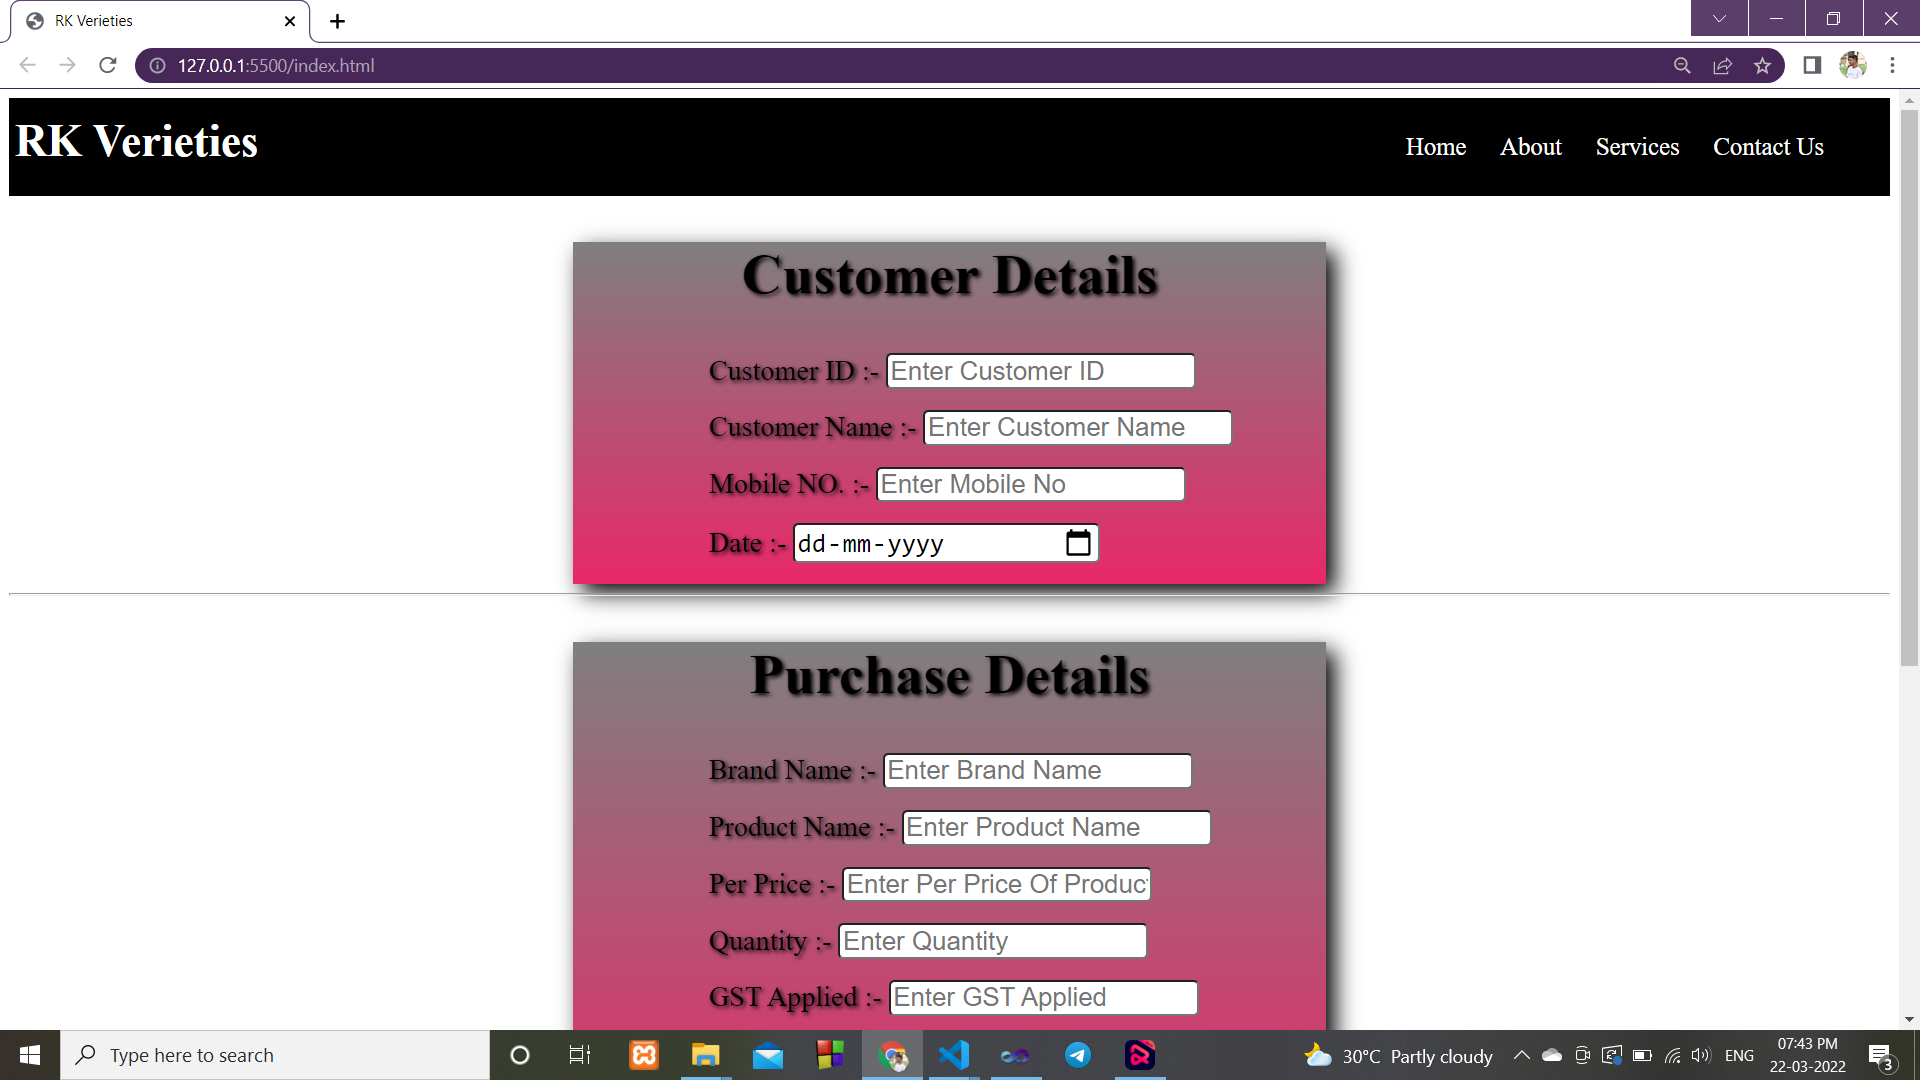 RK Verieties
127.0.0.1:5500/index.html
RK Verieties
Home About Services Contact Us
Customer Details
Customer ID :- Enter Customer ID
Customer Name :- Enter Customer Name
Mobile NO. :- Enter Mobile No
Date :- dd-mm-yyyy
Purchase Details
Brand Name :- Enter Brand Name
Product Name :- Enter Product Name
Per Price :- Enter Per Price Of Produc
Quantity :- Enter Quantity
GST Applied :- Enter GST Applied
Type here to search
30°C Partly cloudy
ENG
07:43 PM
22-03-2022
3